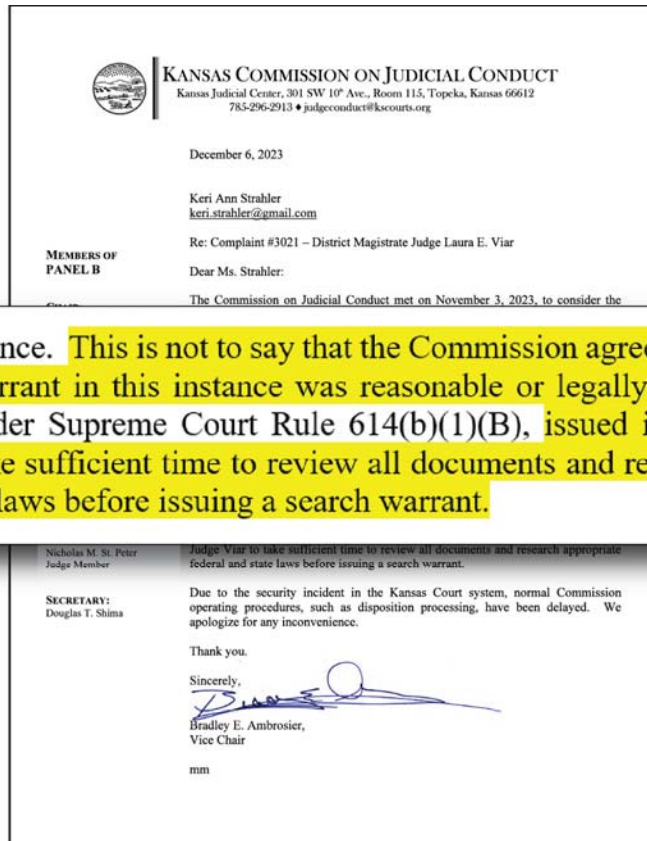 KANSAS COMMISSION ON JUDICIAL CONDUCT
Kansas Judicial Center, 301 SW 10th Ave., Room 115, Topeka, Kansas 66612
785-296-2913 ♦ judgeconduct@kscourts.org
December 6, 2023
Keri Ann Strahler
keri.strahler@gmail.com
Re: Complaint #3021 – District Magistrate Judge Laura E. Viar
MEMBERS OF
PANEL B
Dear Ms. Strahler:
The Commission on Judicial Conduct met on November 3, 2023, to consider the
nce. This is not to say that the Commission agre
rrant in this instance was reasonable or legally
der Supreme Court Rule 614(b)(1)(B), issued i
e sufficient time to review all documents and re
laws before issuing a search warrant.
Nicholas M. St. Peter
Judge Member
Judge Viar to take sufficient time to review all documents and research appropriate
federal and state laws before issuing a search warrant.
SECRETARY:
Douglas T. Shima
Due to the security incident in the Kansas Court system, normal Commission
operating procedures, such as disposition processing, have been delayed. We
apologize for any inconvenience.
Thank you.
Sincerely,
Bradley E. Ambrosier,
Vice Chair
mm